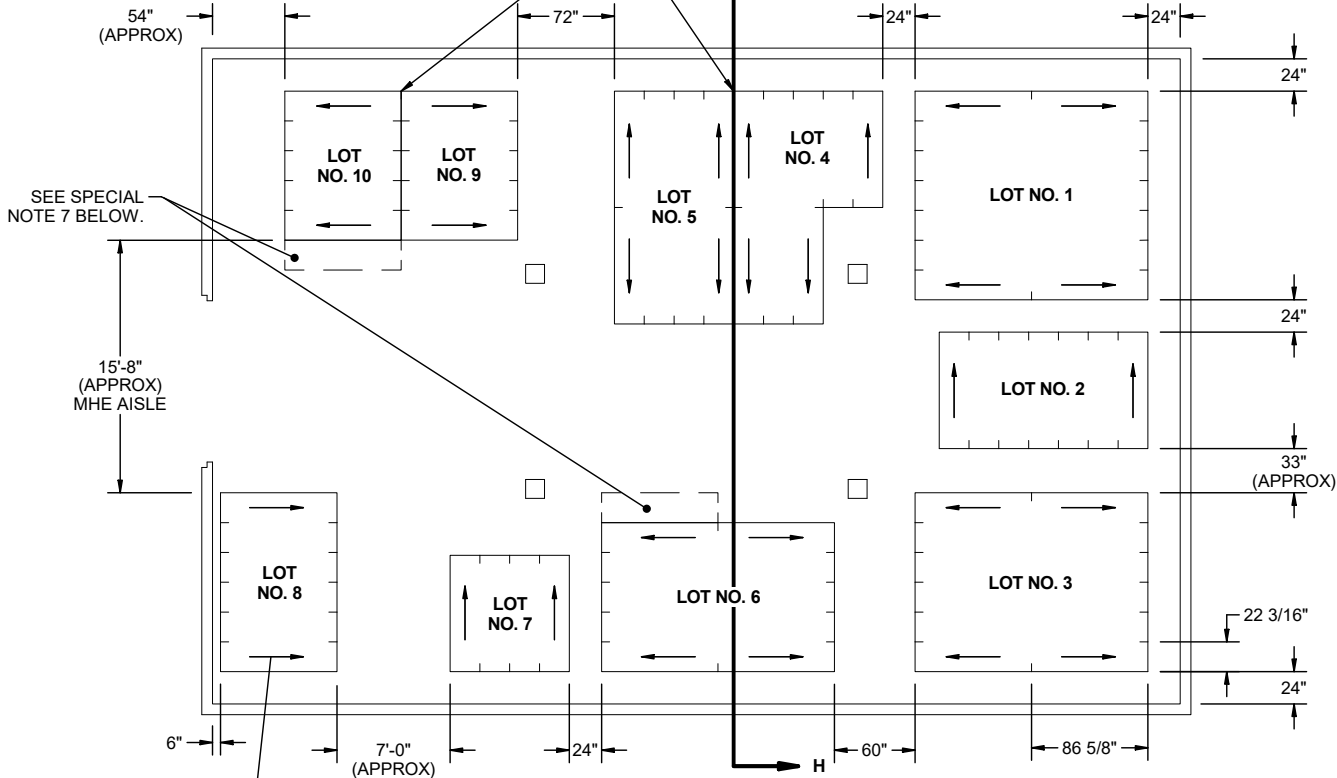 54"
(APPROX)
72"
24"
24"
24"
LOT
NO. 10
LOT
NO. 9
LOT
NO. 5
LOT
NO. 4
LOT NO. 1
SEE SPECIAL
NOTE 7 BELOW.
24"
15'-8"
(APPROX)
MHE AISLE
LOT NO. 2
33"
(APPROX)
LOT
NO. 8
LOT
NO. 7
LOT NO. 6
LOT NO. 3
22 3/16"
24"
6"
7'-0"
(APPROX)
24"
60"
86 5/8"
H